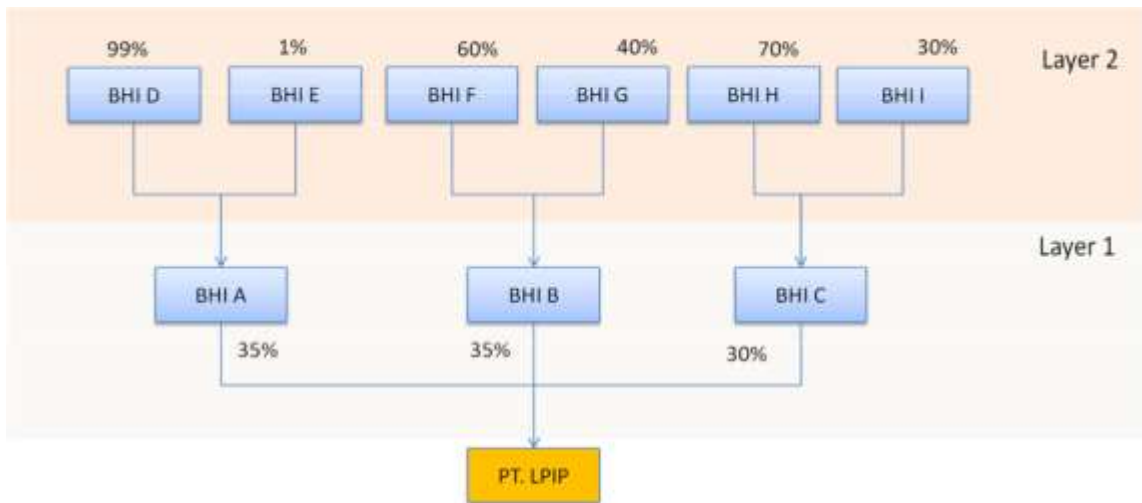 99% 1% 60% 40% 70% 30%
Layer 2
BHI D BHI E BHI F BHI G BHI H BHI I
Layer 1
BHI A BHI B BHI C
35% 35% 30%
PT. LPIP